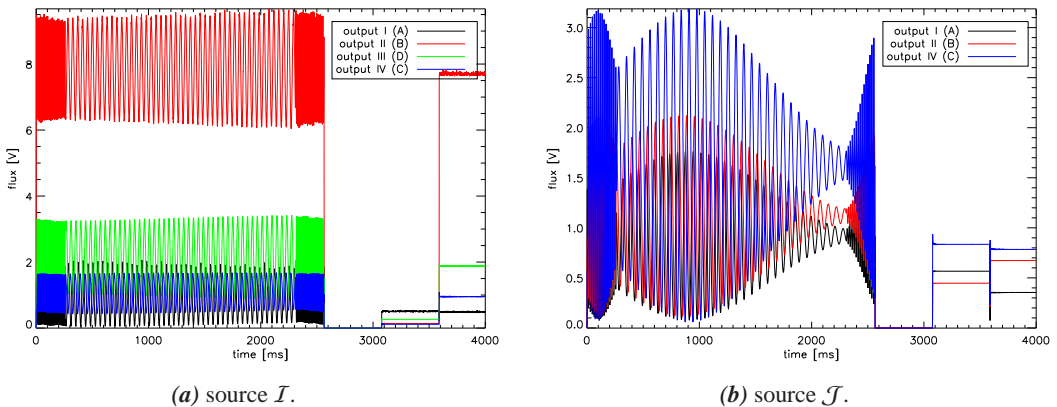 output I (A)
output II (B)
output III (D)
output IV (C)
8
6
4
2
0
flux [V]
0 1000 2000 3000 4000
time [ms]
(a) source I.
output I (A)
output II (B)
output IV (C)
3.0
2.5
2.0
1.5
1.0
0.5
0.0
flux [V]
0 1000 2000 3000 4000
time [ms]
(b) source J.